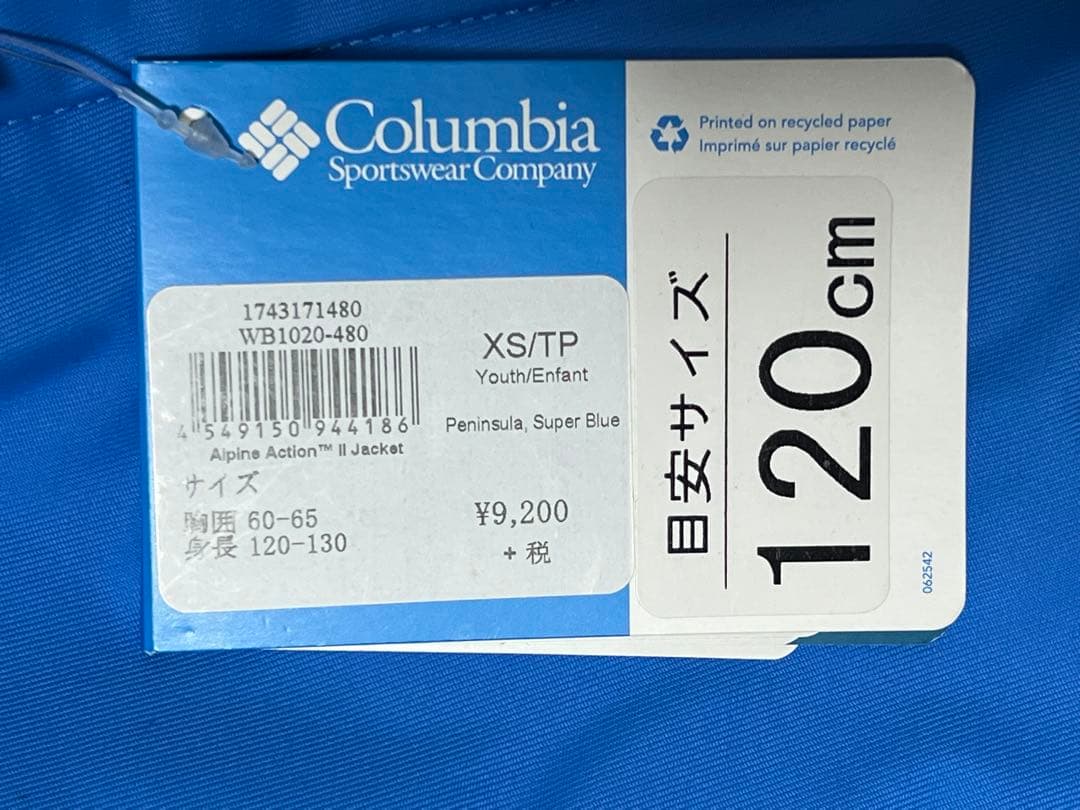 Columbia
Sportswear Company
Printed on recycled paper
Imprimé sur papier recyclé
1743171480
WB1020-480
4 549150 944186
Alpine Action™ II Jacket
サイズ
胸囲 60-65
身長 120-130
XS/TP
Youth/Enfant
Peninsula, Super Blue
¥9,200
+ 税
目安サイズ
120cm
062542